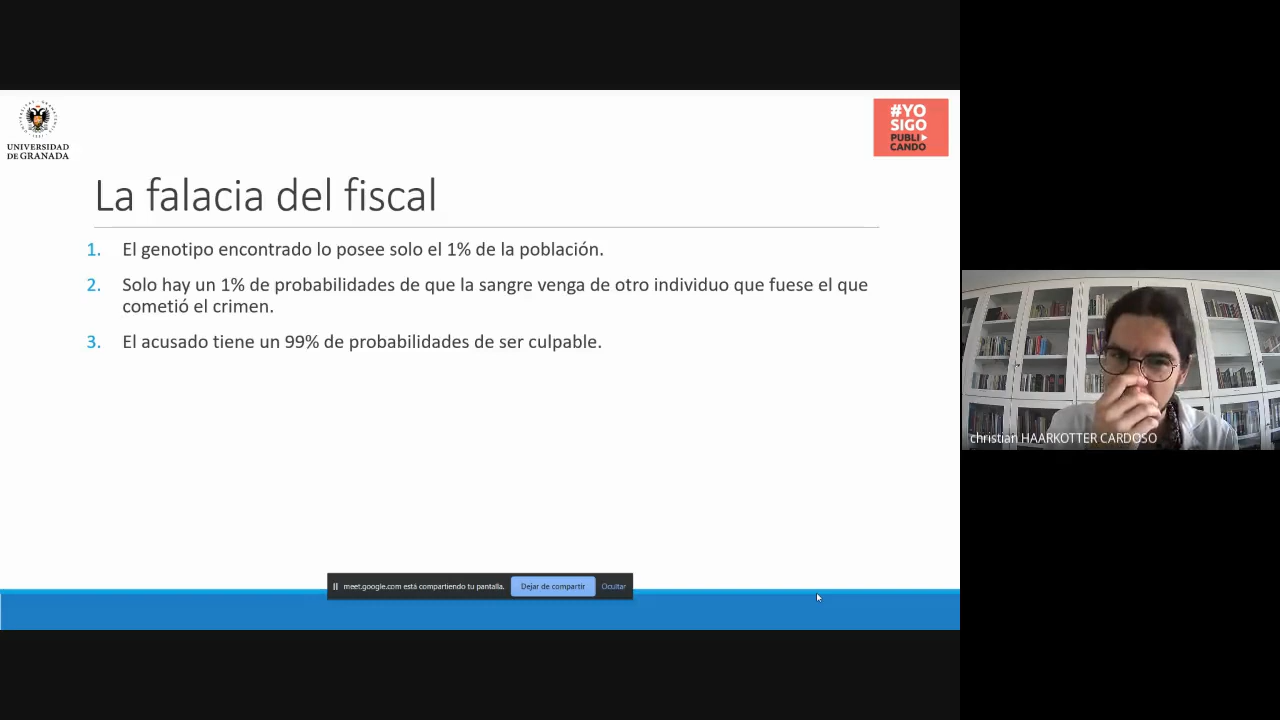 UNIVERSIDAD
DE GRANADA
#YO
SIGO
PUBLI
CANDO
La falacia del fiscal
1. El genotipo encontrado lo posee solo el 1% de la población.
2. Solo hay un 1% de probabilidades de que la sangre venga de otro individuo que fuese el que
cometió el crimen.
3. El acusado tiene un 99% de probabilidades de ser culpable.
meet.google.com está compartiendo tu pantalla. Dejar de compartir Ocultar
christian HAARKOTTER CARDOSO